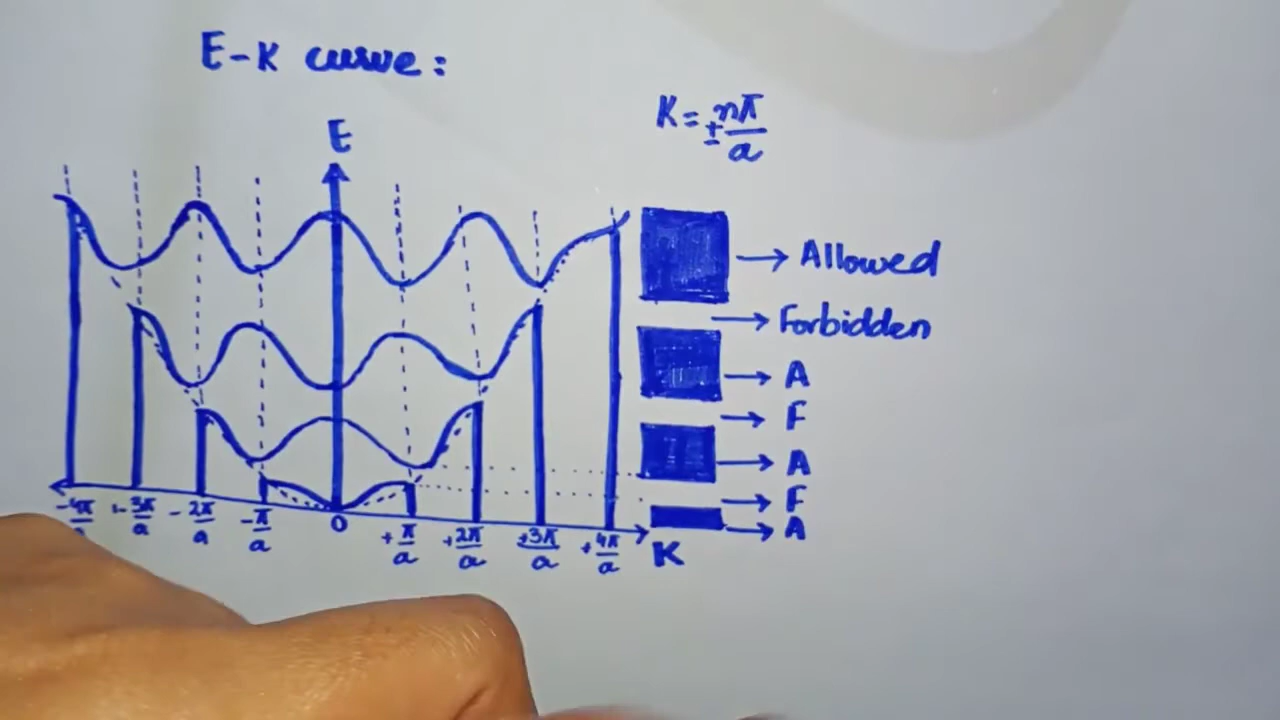 E-K curve:
K = ± nπ/a
E
Allowed
Forbidden
A
F
A
F
A
-4π/a -3π/a -2π/a -π/a 0 +π/a +2π/a +3π/a +4π/a
K